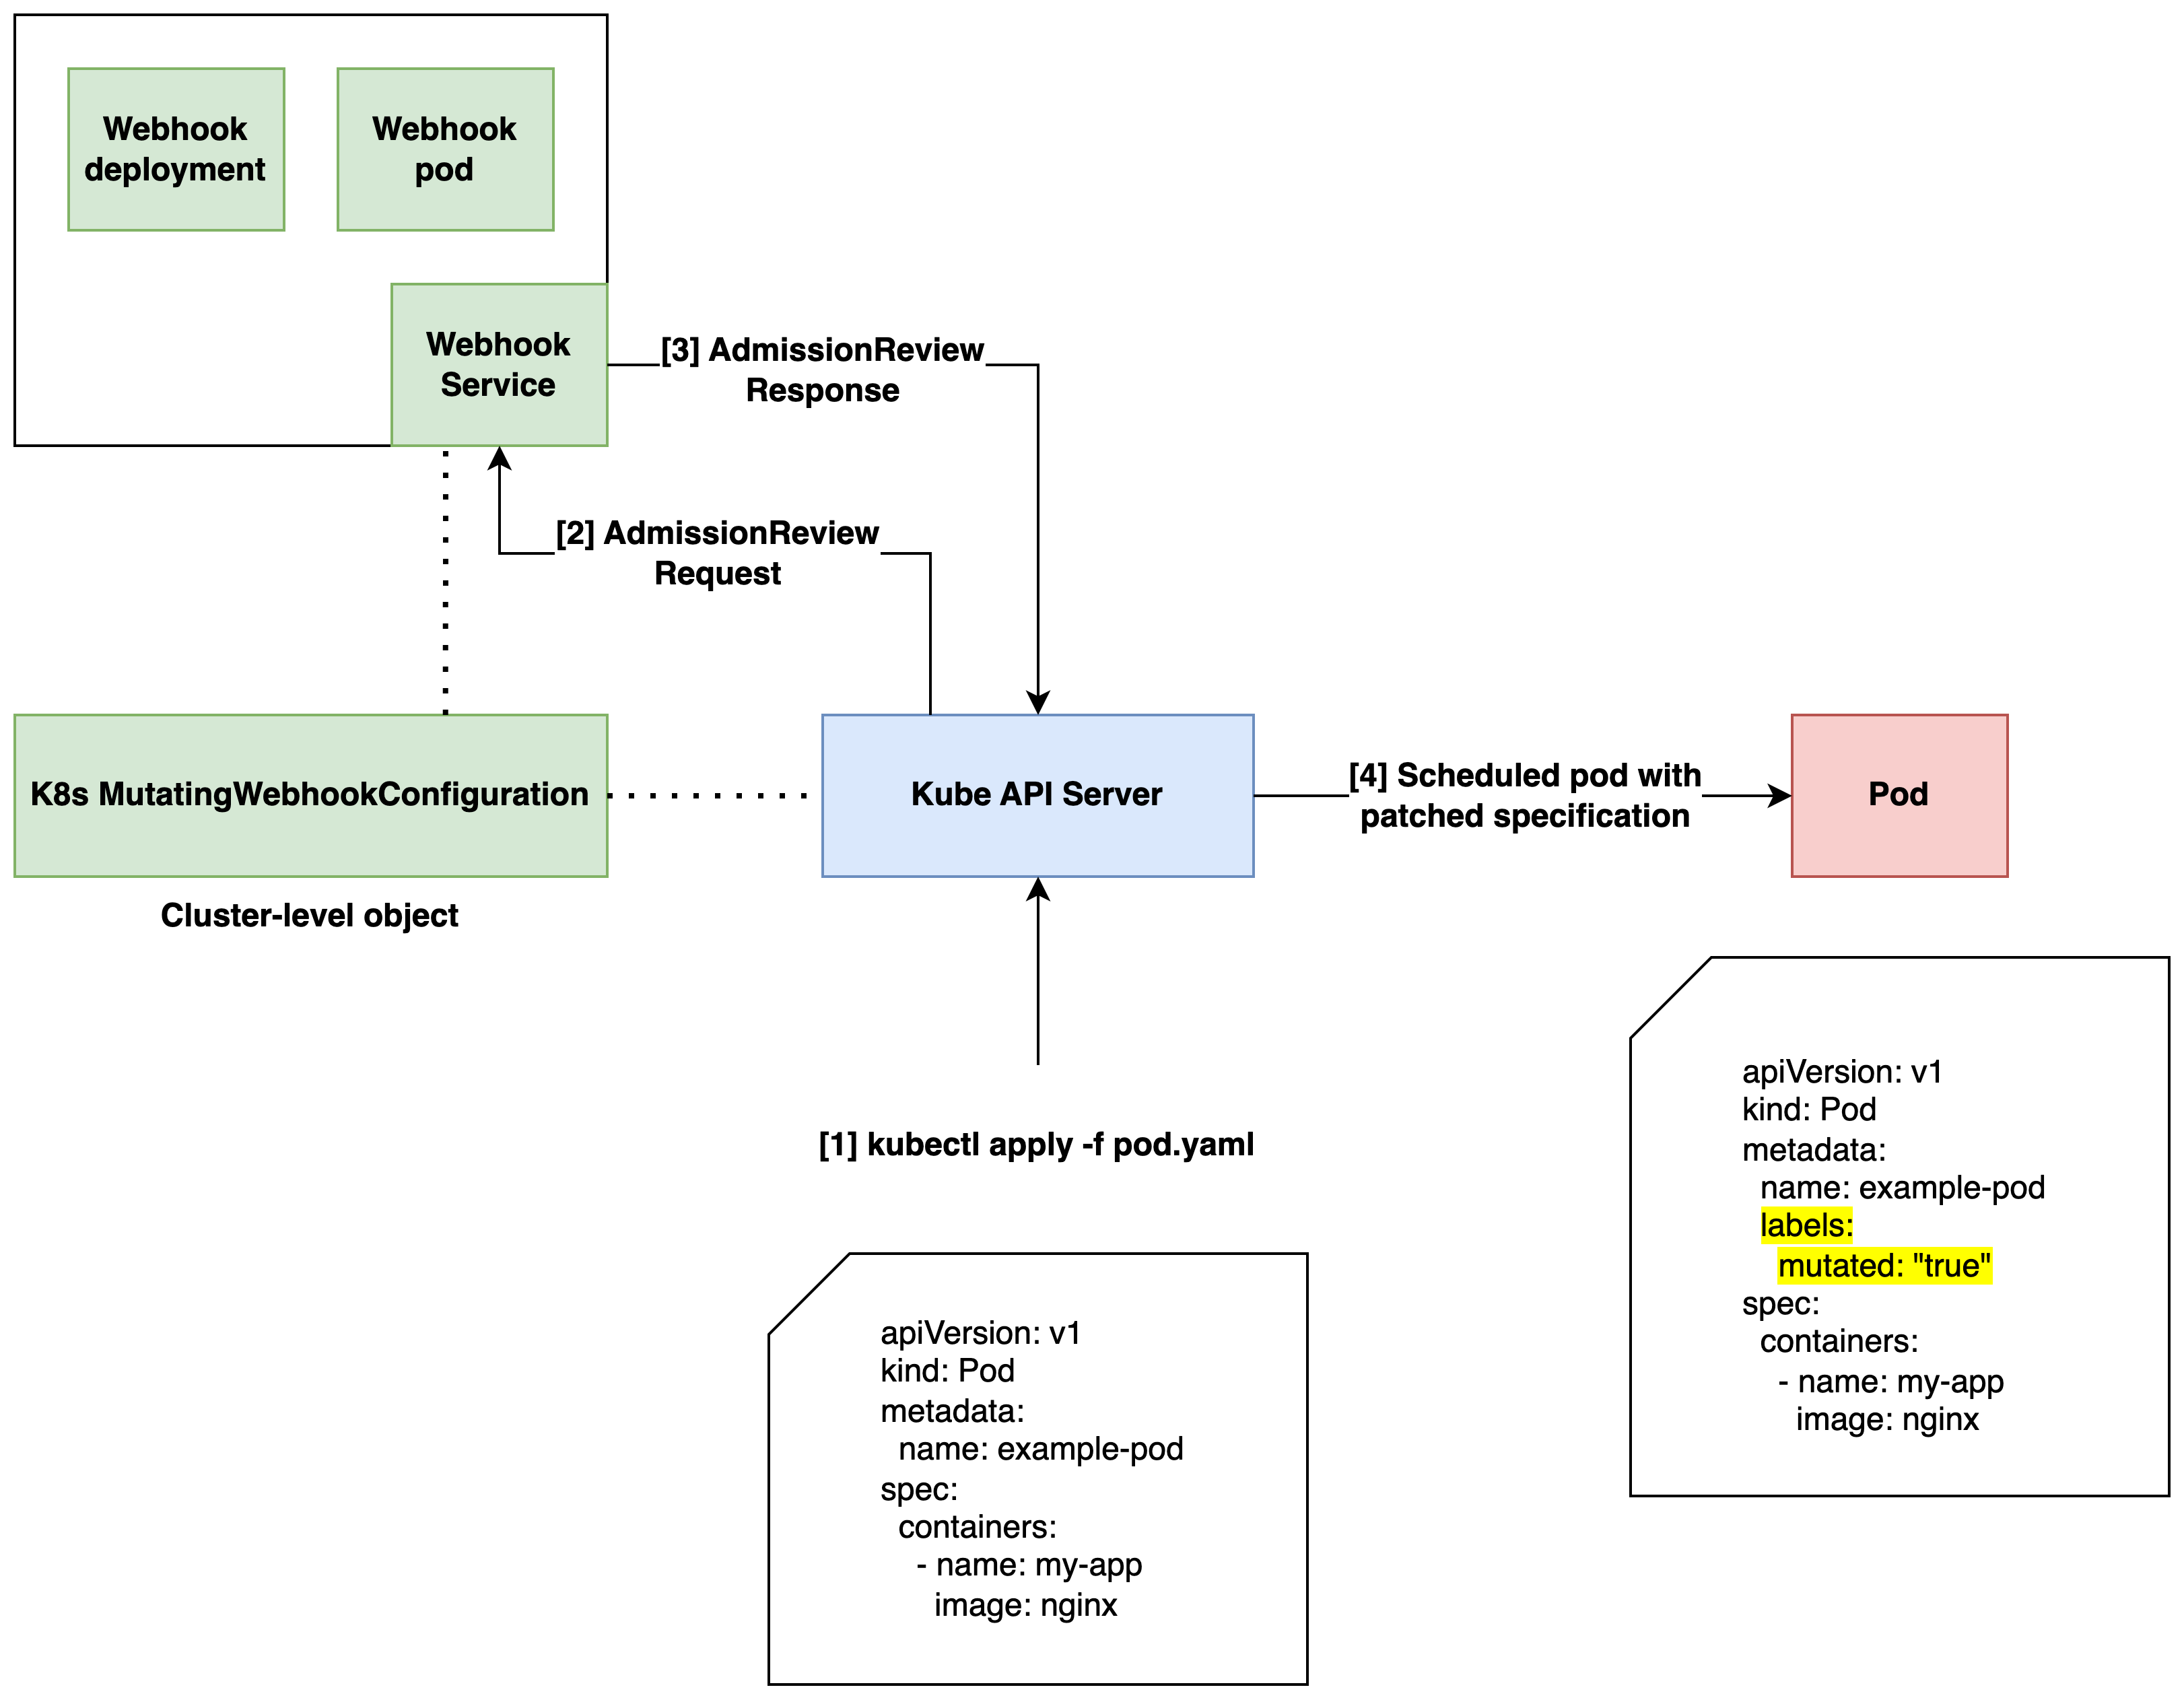 Webhook
deployment
Webhook
pod
Webhook
Service
[3] AdmissionReview
Response
[2] AdmissionReview
Request
K8s MutatingWebhookConfiguration
Cluster-level object
Kube API Server
[4] Scheduled pod with
patched specification
Pod
[1] kubectl apply -f pod.yaml
apiVersion: v1
kind: Pod
metadata:
  name: example-pod
spec:
  containers:
    - name: my-app
      image: nginx
apiVersion: v1
kind: Pod
metadata:
  name: example-pod
  labels:
    mutated: "true"
spec:
  containers:
    - name: my-app
      image: nginx